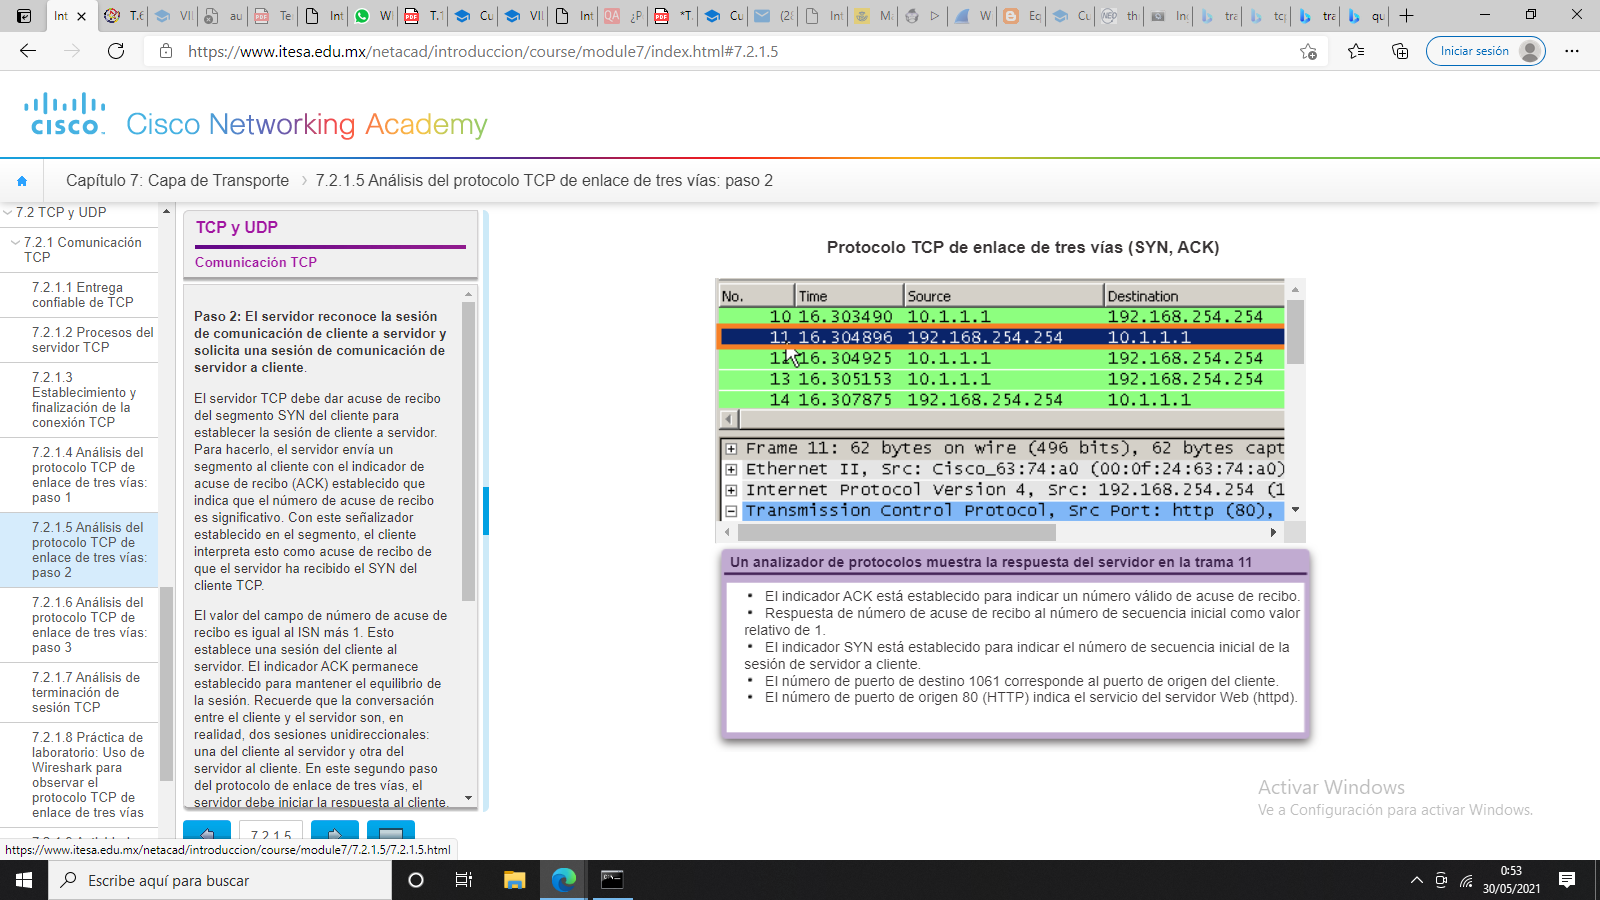 Int
T.6
VII
au
Te
Int
WI
T.1
Cu
VII
Int
¿P
*T.
Cu
(28
Int
Ma
W
Eq
Cu
the
Ing
tra
tcp
tra
qu
https://www.itesa.edu.mx/netacad/introduccion/course/module7/index.html#7.2.1.5
Iniciar sesión
CISCO
Cisco Networking Academy
Capítulo 7: Capa de Transporte
7.2.1.5 Análisis del protocolo TCP de enlace de tres vías: paso 2
7.2 TCP y UDP
7.2.1 Comunicación
TCP
7.2.1.1 Entrega
confiable de TCP
7.2.1.2 Procesos del
servidor TCP
7.2.1.3
Establecimiento y
finalización de la
conexión TCP
7.2.1.4 Análisis del
protocolo TCP de
enlace de tres vías:
paso 1
7.2.1.5 Análisis del
protocolo TCP de
enlace de tres vías:
paso 2
7.2.1.6 Análisis del
protocolo TCP de
enlace de tres vías:
paso 3
7.2.1.7 Análisis de
terminación de
sesión TCP
7.2.1.8 Práctica de
laboratorio: Uso de
Wireshark para
observar el
protocolo TCP de
enlace de tres vías
TCP y UDP
Comunicación TCP
Paso 2: El servidor reconoce la sesión
de comunicación de cliente a servidor y
solicita una sesión de comunicación de
servidor a cliente.
El servidor TCP debe dar acuse de recibo
del segmento SYN del cliente para
establecer la sesión de cliente a servidor.
Para hacerlo, el servidor envía un
segmento al cliente con el indicador de
acuse de recibo (ACK) establecido que
indica que el número de acuse de recibo
es significativo. Con este señalizador
establecido en el segmento, el cliente
interpreta esto como acuse de recibo de
que el servidor ha recibido el SYN del
cliente TCP.
El valor del campo de número de acuse de
recibo es igual al ISN más 1. Esto
establece una sesión del cliente al
servidor. El indicador ACK permanece
establecido para mantener el equilibrio de
la sesión. Recuerde que la conversación
entre el cliente y el servidor son, en
realidad, dos sesiones unidireccionales:
una del cliente al servidor y otra del
servidor al cliente. En este segundo paso
del protocolo de enlace de tres vías, el
servidor debe iniciar la respuesta al cliente.
7.2.1.5
Protocolo TCP de enlace de tres vías (SYN, ACK)
No. Time Source Destination
10 16.303490 10.1.1.1 192.168.254.254
11 16.304896 192.168.254.254 10.1.1.1
16.304925 10.1.1.1 192.168.254.254
13 16.305153 10.1.1.1 192.168.254.254
14 16.307875 192.168.254.254 10.1.1.1
Frame 11: 62 bytes on wire (496 bits), 62 bytes capt
Ethernet II, Src: Cisco_63:74:a0 (00:0f:24:63:74:a0)
Internet Protocol Version 4, Src: 192.168.254.254 (1
Transmission Control Protocol, Src Port: http (80),
Un analizador de protocolos muestra la respuesta del servidor en la trama 11
• El indicador ACK está establecido para indicar un número válido de acuse de recibo.
• Respuesta de número de acuse de recibo al número de secuencia inicial como valor
relativo de 1.
• El indicador SYN está establecido para indicar el número de secuencia inicial de la
sesión de servidor a cliente.
• El número de puerto de destino 1061 corresponde al puerto de origen del cliente.
• El número de puerto de origen 80 (HTTP) indica el servicio del servidor Web (httpd).
Activar Windows
Ve a Configuración para activar Windows.
https://www.itesa.edu.mx/netacad/introduccion/course/module7/7.2.1.5/7.2.1.5.html
Escribe aquí para buscar
0:53
30/05/2021